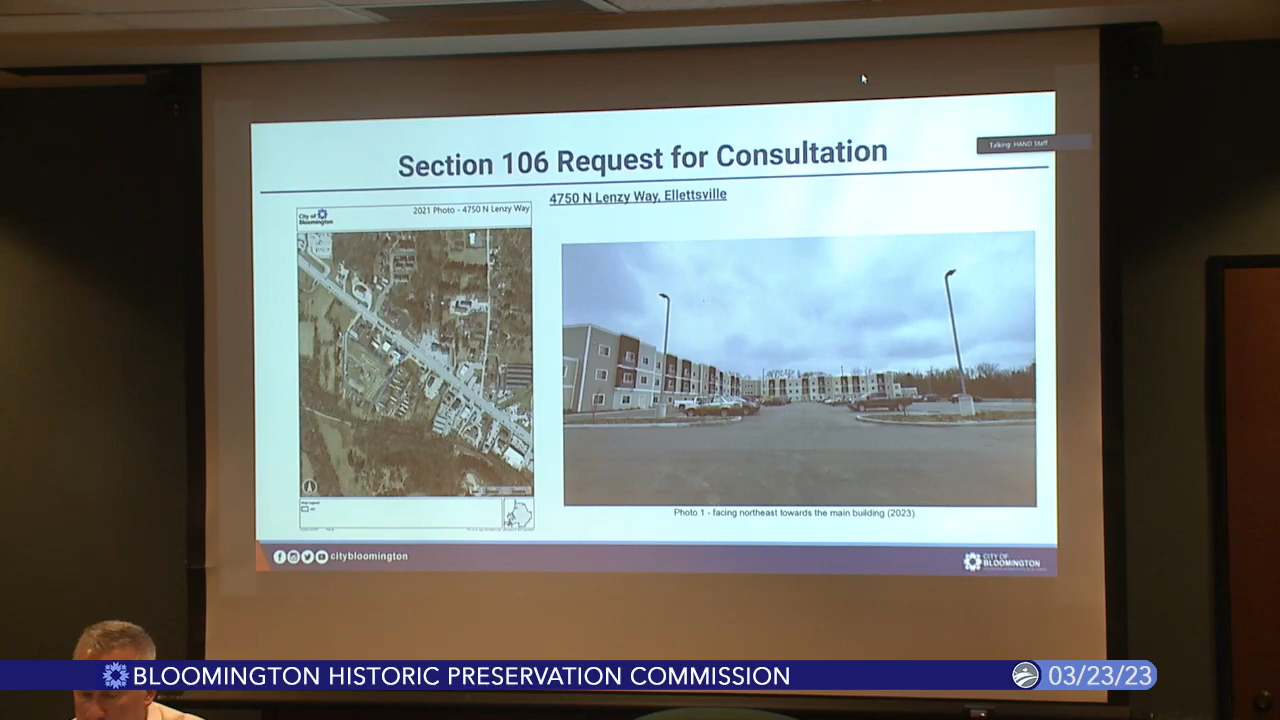 Talking: HAND Staff
Section 106 Request for Consultation
4750 N Lenzy Way, Ellettsville
City of
Bloomington
2021 Photo - 4750 N Lenzy Way
Photo 1 - facing northeast towards the main building (2023).
citybloomington
CITY OF
BLOOMINGTON
BLOOMINGTON HISTORIC PRESERVATION COMMISSION
03/23/23